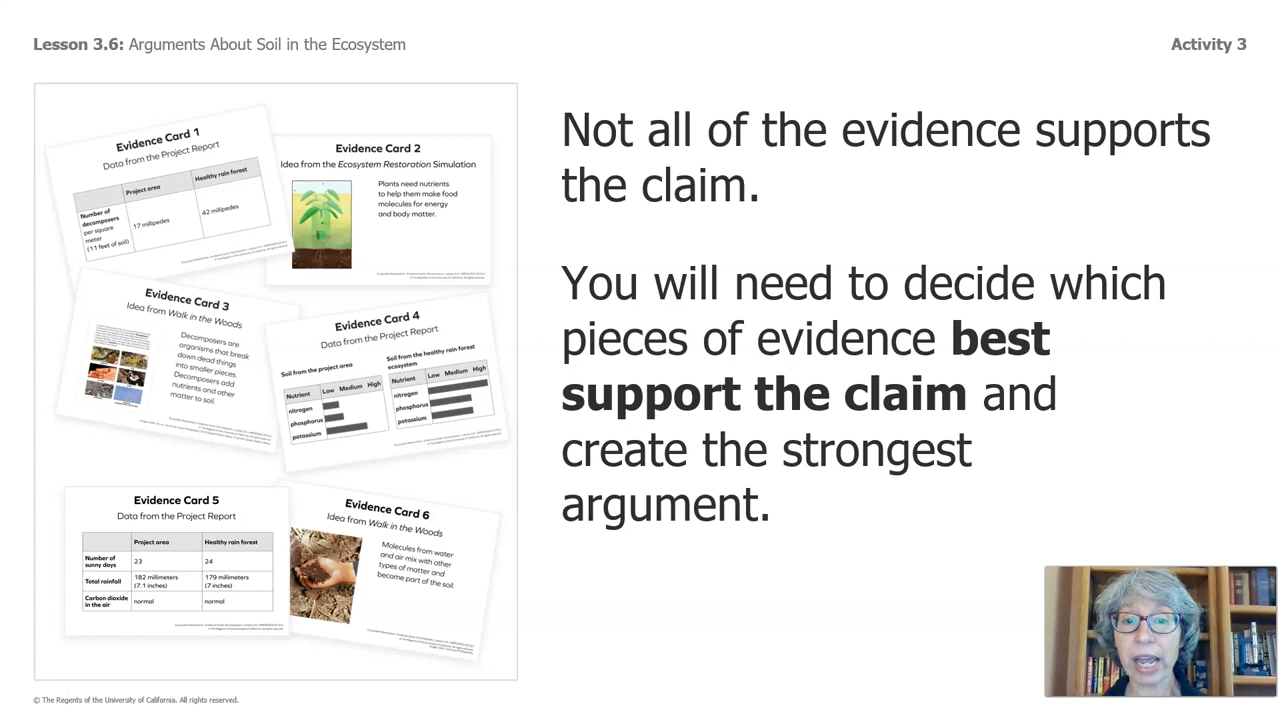 Lesson 3.6: Arguments About Soil in the Ecosystem
Activity 3
Evidence Card 1
Data from the Project Report
Project area
Healthy rain forest
Number of
decomposers
per square
meter
(11 feet of soil)
17 millipedes
42 millipedes
Evidence Card 2
Idea from the Ecosystem Restoration Simulation
Plants need nutrients
to help them make food
molecules for energy
and body matter.
Evidence Card 3
Idea from Walk in the Woods
Decomposers are
organisms that break
down dead things
into smaller pieces.
Decomposers add
nutrients and other
matter to soil.
Evidence Card 4
Data from the Project Report
Soil from the project area
Nutrient Low Medium High
nitrogen
phosphorus
potassium
Soil from the healthy rain forest
ecosystem
Nutrient Low Medium High
nitrogen
phosphorus
potassium
Evidence Card 5
Data from the Project Report
Project area
Healthy rain forest
Number of
sunny days
23
24
Total rainfall
182 millimeters
(7.1 inches)
179 millimeters
(7 inches)
Carbon dioxide
in the air
normal
normal
Evidence Card 6
Idea from Walk in the Woods
Molecules from water
and air mix with other
types of matter and
become part of the soil.
Not all of the evidence supports
the claim.
You will need to decide which
pieces of evidence best
support the claim and
create the strongest
argument.
© The Regents of the University of California. All rights reserved.